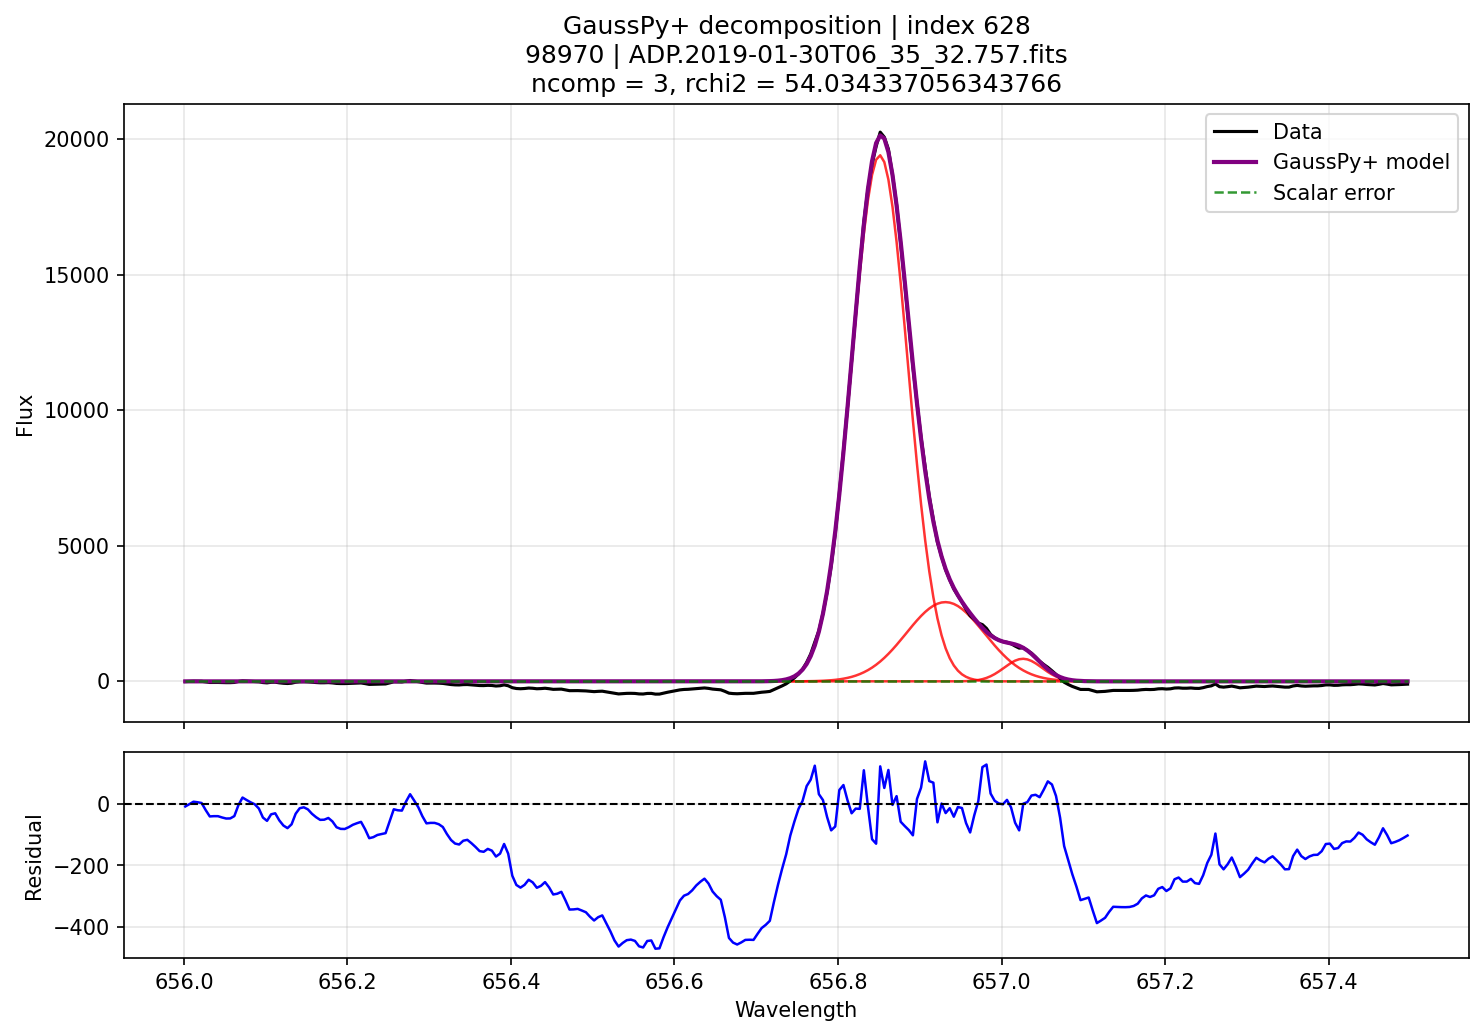 GaussPy+ decomposition | index 628
98970 | ADP.2019-01-30T06_35_32.757.fits
ncomp = 3, rchi2 = 54.034337056343766
Data
GaussPy+ model
Scalar error
20000
15000
10000
5000
0
Flux
0
−200
−400
Residual
656.0 656.2 656.4 656.6 656.8 657.0 657.2 657.4
Wavelength